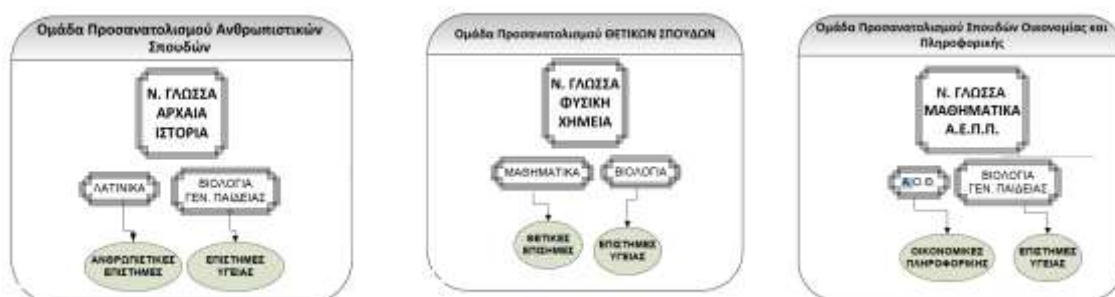 Ομάδα Προσανατολισμού Ανθρωπιστικών
Σπουδών
Ν. ΓΛΩΣΣΑ
ΑΡΧΑΙΑ
ΙΣΤΟΡΙΑ
ΛΑΤΙΝΙΚΑ
ΒΙΟΛΟΓΙΑ
ΓΕΝ. ΠΑΙΔΕΙΑΣ
ΑΝΘΡΩΠΙΣΤΙΚΕΣ
ΕΠΙΣΤΗΜΕΣ
ΕΠΙΣΤΗΜΕΣ
ΥΓΕΙΑΣ
Ομάδα Προσανατολισμού ΘΕΤΙΚΩΝ ΣΠΟΥΔΩΝ
Ν. ΓΛΩΣΣΑ
ΦΥΣΙΚΗ
ΧΗΜΕΙΑ
ΜΑΘΗΜΑΤΙΚΑ
ΒΙΟΛΟΓΙΑ
ΘΕΤΙΚΕΣ
ΕΠΙΣΗΜΕΣ
ΕΠΙΣΤΗΜΕΣ
ΥΓΕΙΑΣ
Ομάδα Προσανατολισμού Σπουδών Οικονομίας και
Πληροφορικής
Ν. ΓΛΩΣΣΑ
ΜΑΘΗΜΑΤΙΚΑ
Α.Ε.Π.Π.
Α.Ο.Θ.
ΒΙΟΛΟΓΙΑ
ΓΕΝ. ΠΑΙΔΕΙΑΣ
ΟΙΚΟΝΟΜΙΚΕΣ
ΠΛΗΡΟΦΟΡΙΚΗΣ
ΕΠΙΣΤΗΜΕΣ
ΥΓΕΙΑΣ